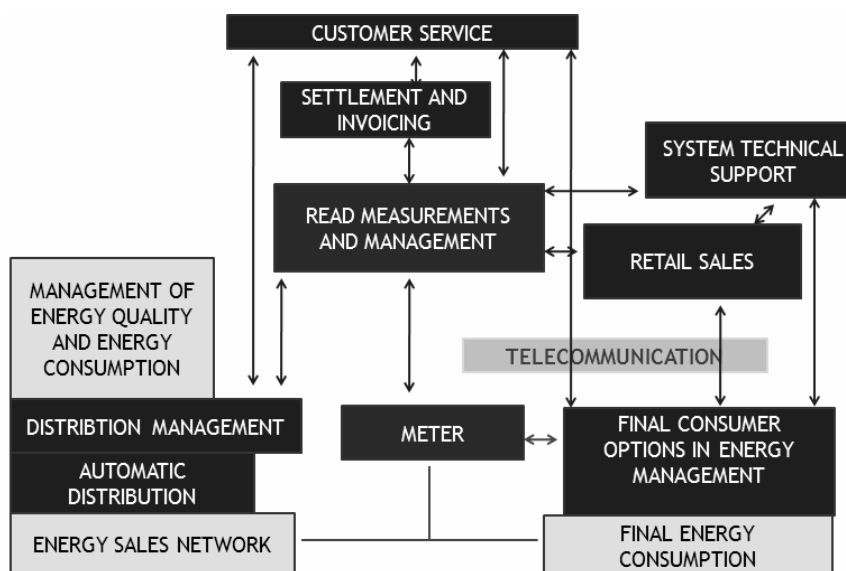 CUSTOMER SERVICE
SETTLEMENT AND
INVOICING
SYSTEM TECHNICAL
SUPPORT
READ MEASUREMENTS
AND MANAGEMENT
RETAIL SALES
MANAGEMENT OF
ENERGY QUALITY
AND ENERGY
CONSUMPTION
TELECOMMUNICATION
DISTRIBTION MANAGEMENT
METER
FINAL CONSUMER
OPTIONS IN ENERGY
MANAGEMENT
AUTOMATIC
DISTRIBUTION
ENERGY SALES NETWORK
FINAL ENERGY
CONSUMPTION